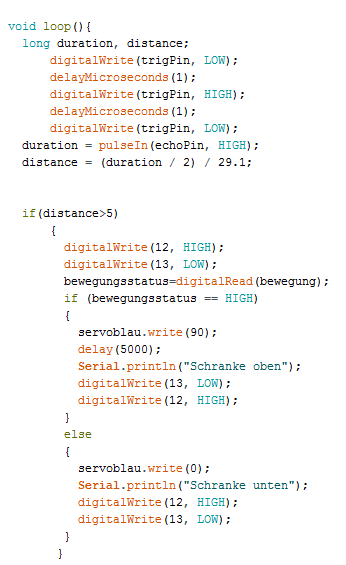 void loop(){
long duration, distance;
digitalWrite(trigPin, LOW);
delayMicroseconds(1);
digitalWrite(trigPin, HIGH);
delayMicroseconds(1);
digitalWrite(trigPin, LOW);
duration = pulseIn(echoPin, HIGH);
distance = (duration / 2) / 29.1;
if(distance>5)
{
digitalWrite(12, HIGH);
digitalWrite(13, LOW);
bewegungsstatus=digitalRead(bewegung);
if (bewegungsstatus == HIGH)
{
servoblau.write(90);
delay(5000);
Serial.println("Schranke oben");
digitalWrite(13, LOW);
digitalWrite(12, HIGH);
}
else
{
servoblau.write(0);
Serial.println("Schranke unten");
digitalWrite(12, HIGH);
digitalWrite(13, LOW);
}
}